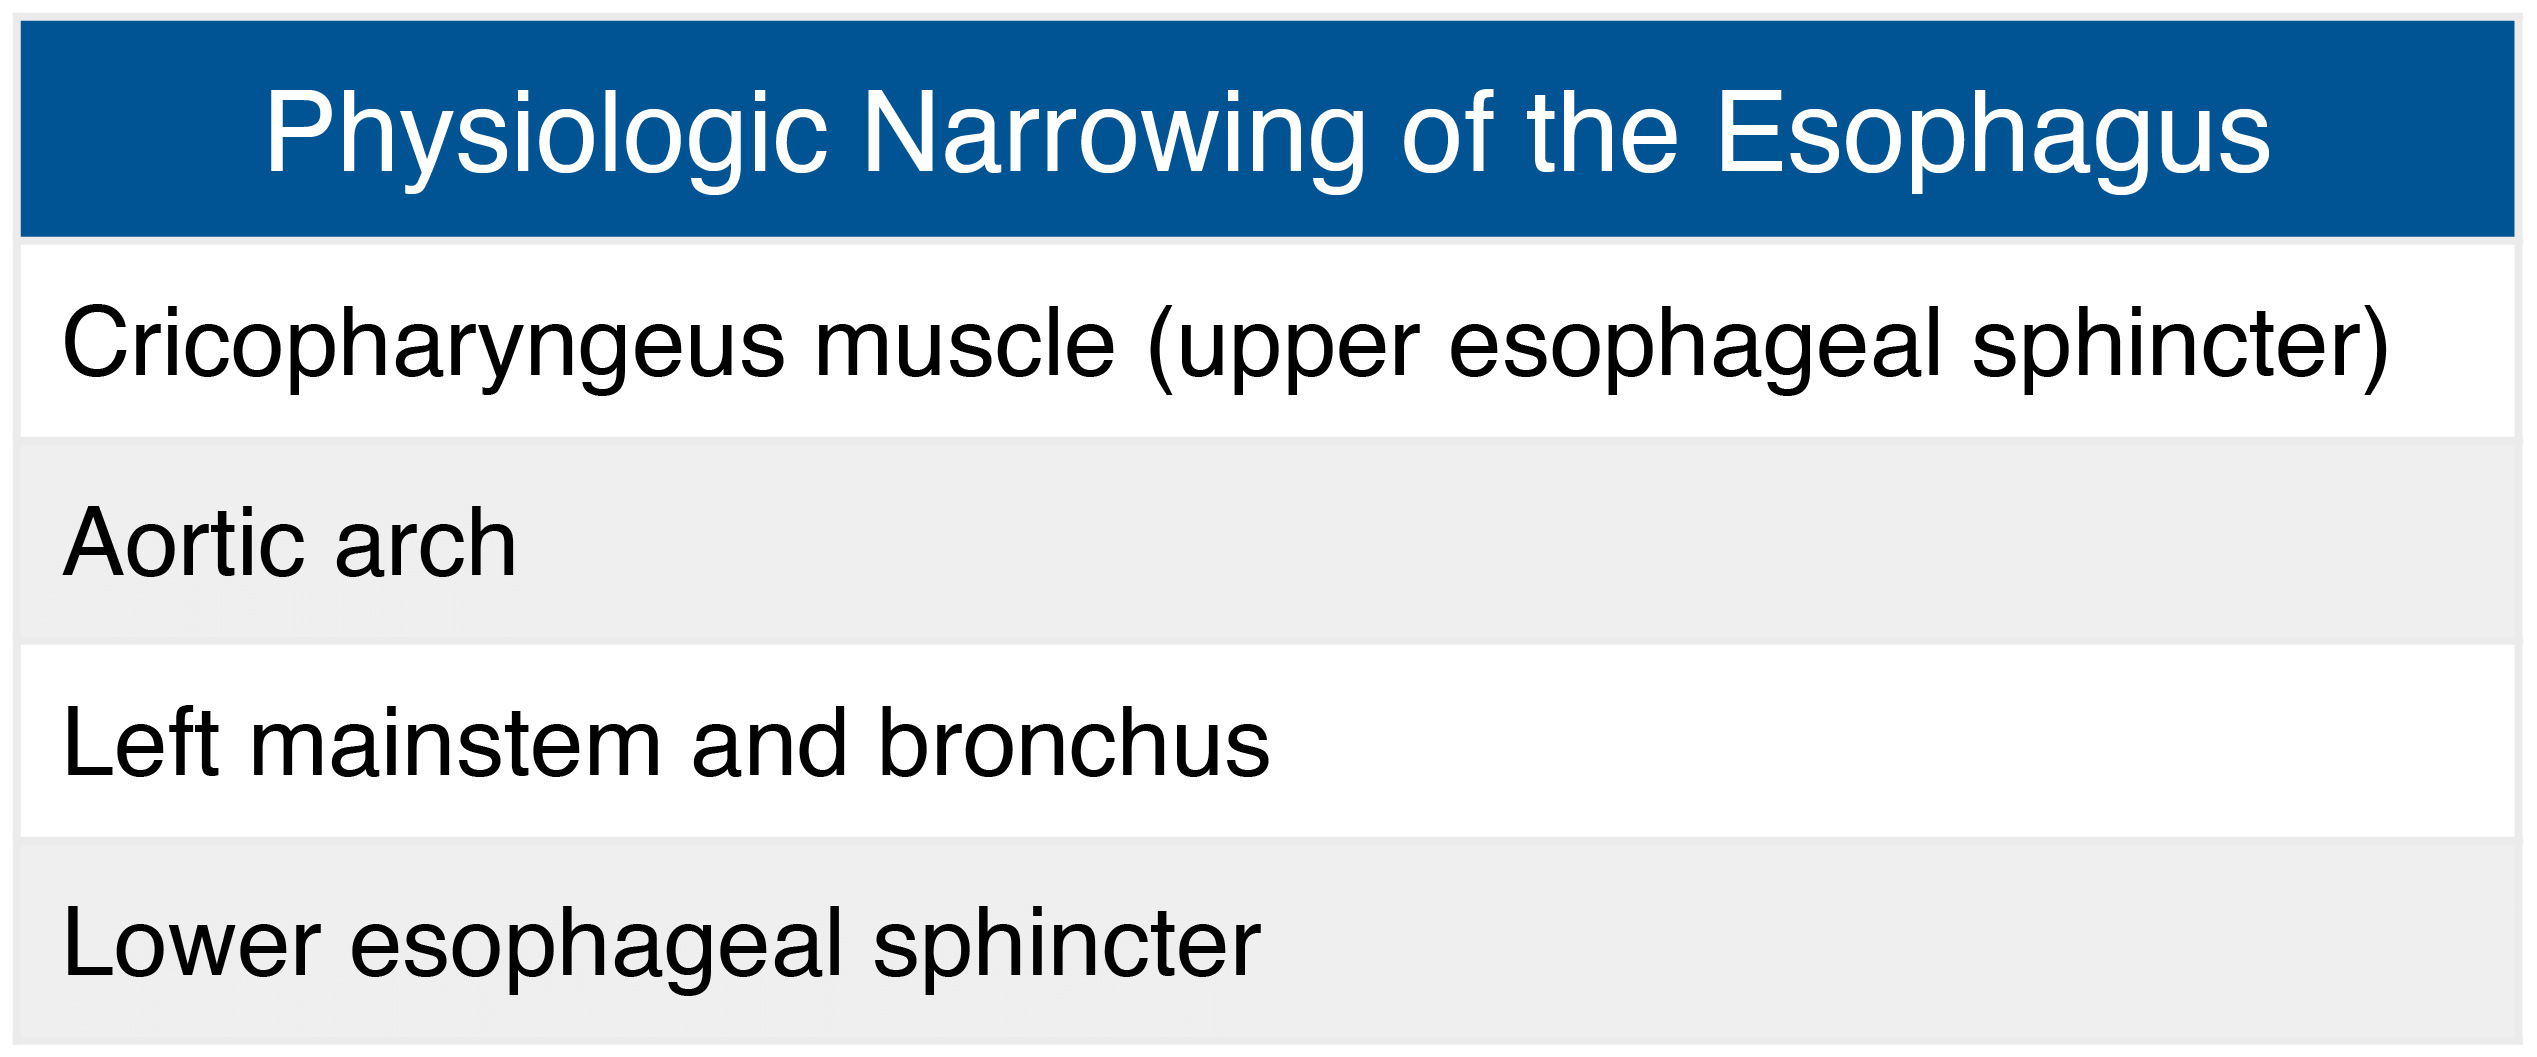 Physiologic Narrowing of the Esophagus
Cricopharyngeus muscle (upper esophageal sphincter)
Aortic arch
Left mainstem and bronchus
Lower esophageal sphincter